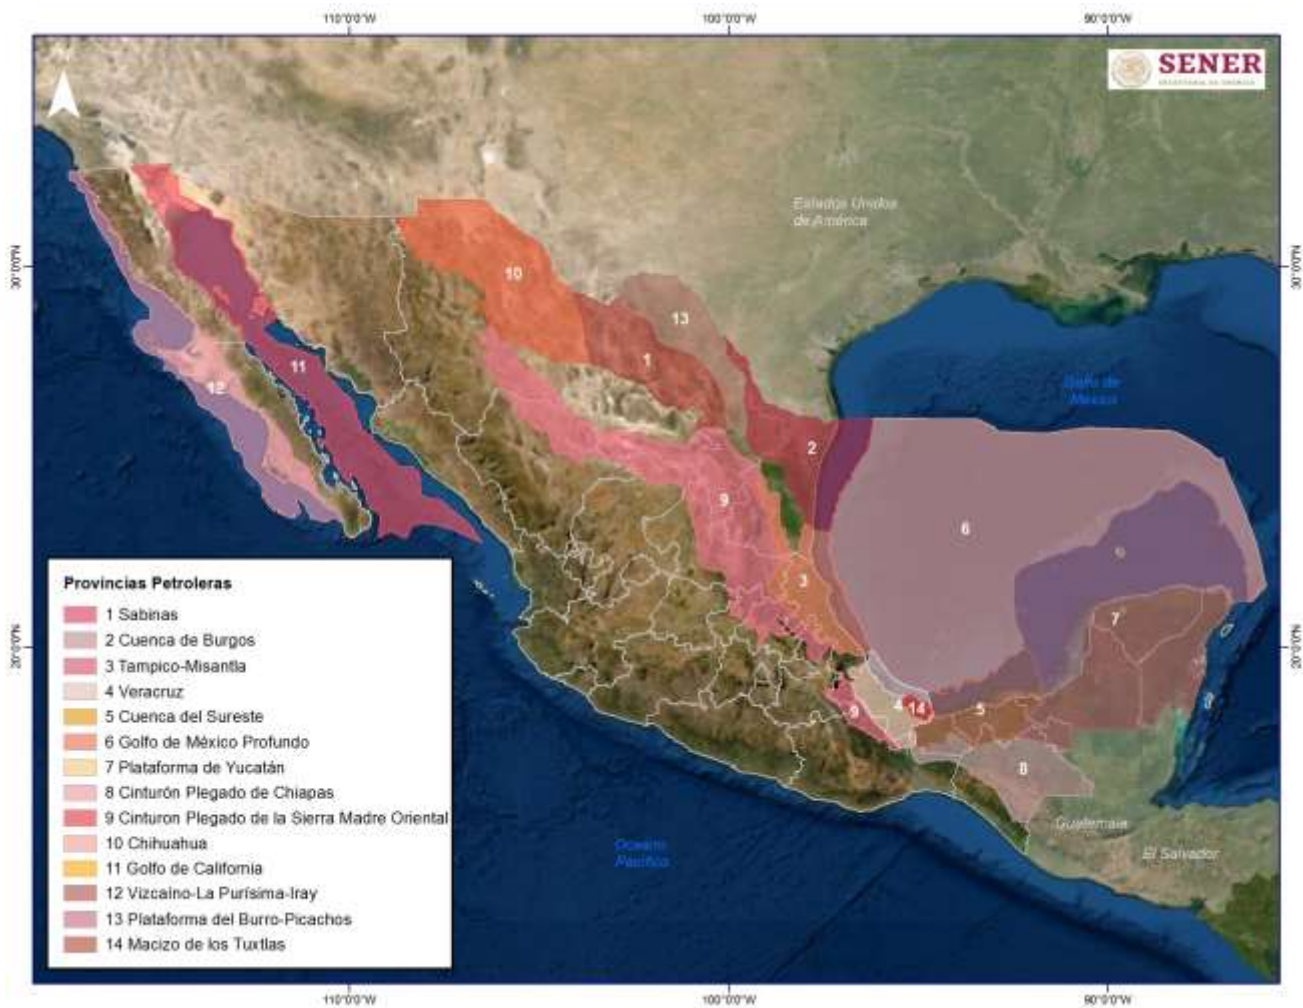 110°0'0"W
100°0'0"W
90°0'0"W
SENER
SECRETARÍA DE ENERGÍA
Estados Unidos
de América
30°0'0"N
30°0'0"N
10
13
1
11
12
Golfo de
México
2
9
6
3
7
20°0'0"N
20°0'0"N
4
14
5
9
8
Guatemala
El Salvador
Océano
Pacífico
Provincias Petroleras
1 Sabinas
2 Cuenca de Burgos
3 Tampico-Misantla
4 Veracruz
5 Cuenca del Sureste
6 Golfo de México Profundo
7 Plataforma de Yucatán
8 Cinturón Plegado de Chiapas
9 Cinturon Plegado de la Sierra Madre Oriental
10 Chihuahua
11 Golfo de California
12 Vizcaíno-La Purísima-Iray
13 Plataforma del Burro-Picachos
14 Macizo de los Tuxtlas
110°0'0"W
100°0'0"W
90°0'0"W